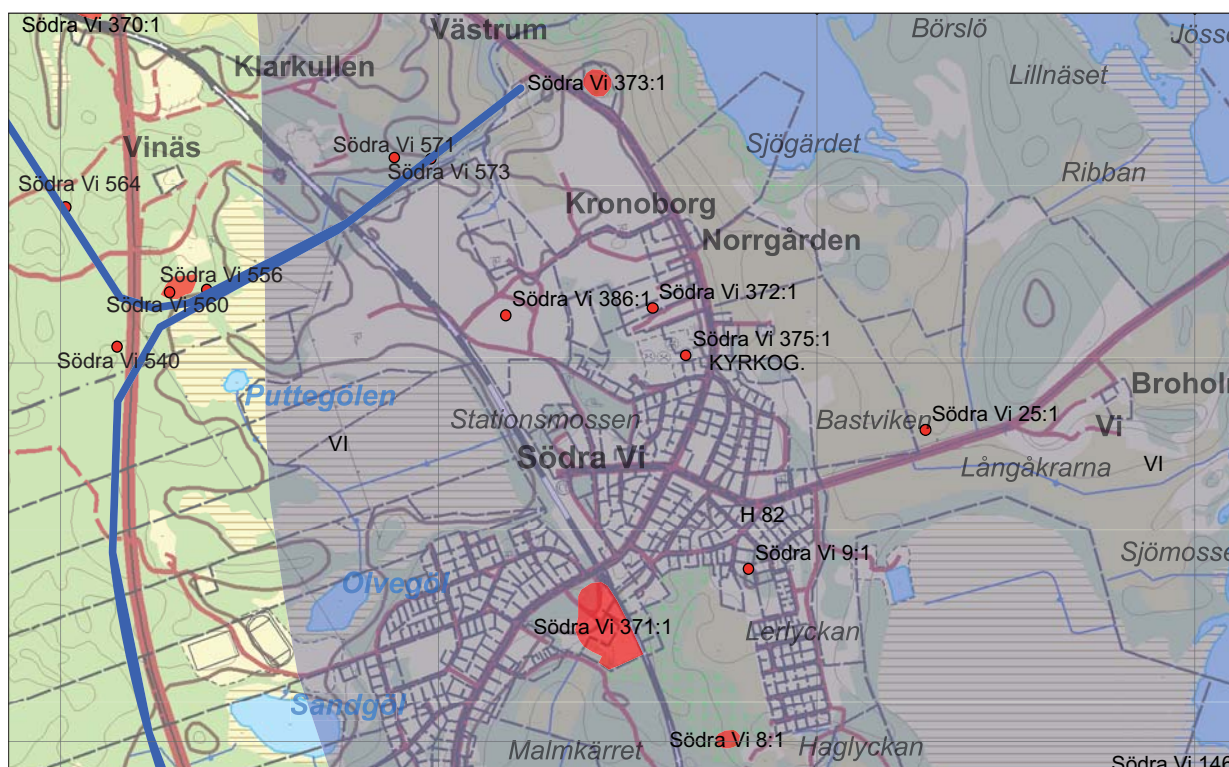 Södra Vi 370:1
Västrum
Börslö
Klarkullen
Södra Vi 373:1
Lillnäset
Vinäs
Södra Vi 571
Sjögärdet
Södra Vi 573
Ribban
Södra Vi 564
Kronoborg
Norrgården
Södra Vi 556
Södra Vi 560
Södra Vi 386:1
Södra Vi 372:1
Södra Vi 375:1
KYRKOG.
Södra Vi 540
Puttegölen
Stationsmossen
Bastviken
Södra Vi 25:1
Vi
VI
Södra Vi
Långåkrarna
VI
H 82
Södra Vi 9:1
Ölvegöl
Södra Vi 371:1
Lerlyckan
Sandgöl
Malmkärret
Södra Vi 8:1
Haglyckan